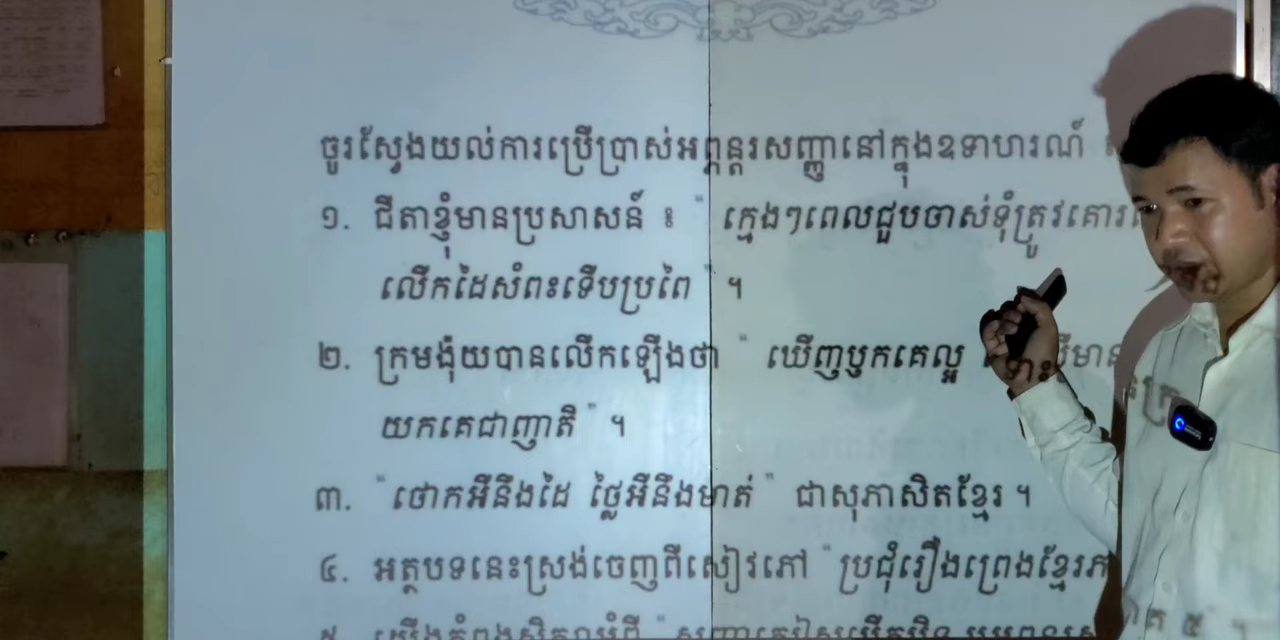 ចូរស្វែងយល់ការប្រើប្រាស់អព្ភន្តរសញ្ញានៅក្នុងឧទាហរណ៍
១. ជីតាខ្ញុំមានប្រសាសន៍ ៖ " ក្មេងៗពេលជួបចាស់ទុំត្រូវគោរ
លើកដៃសំពះទើបប្រពៃ " ។
២. ក្រមង៉ុយបានលើកឡើងថា " ឃើញឫកគេល្អ
យកគេជាញាតិ " ។
៣. " ថោកអីនឹងដៃ ថ្លៃអីនឹងមាត់ " ជាសុភាសិតខ្មែរ ។
៤. អត្ថបទនេះស្រង់ចេញពីសៀវភៅ " ប្រជុំរឿងព្រេងខ្មែរភាគ ៥ " ។